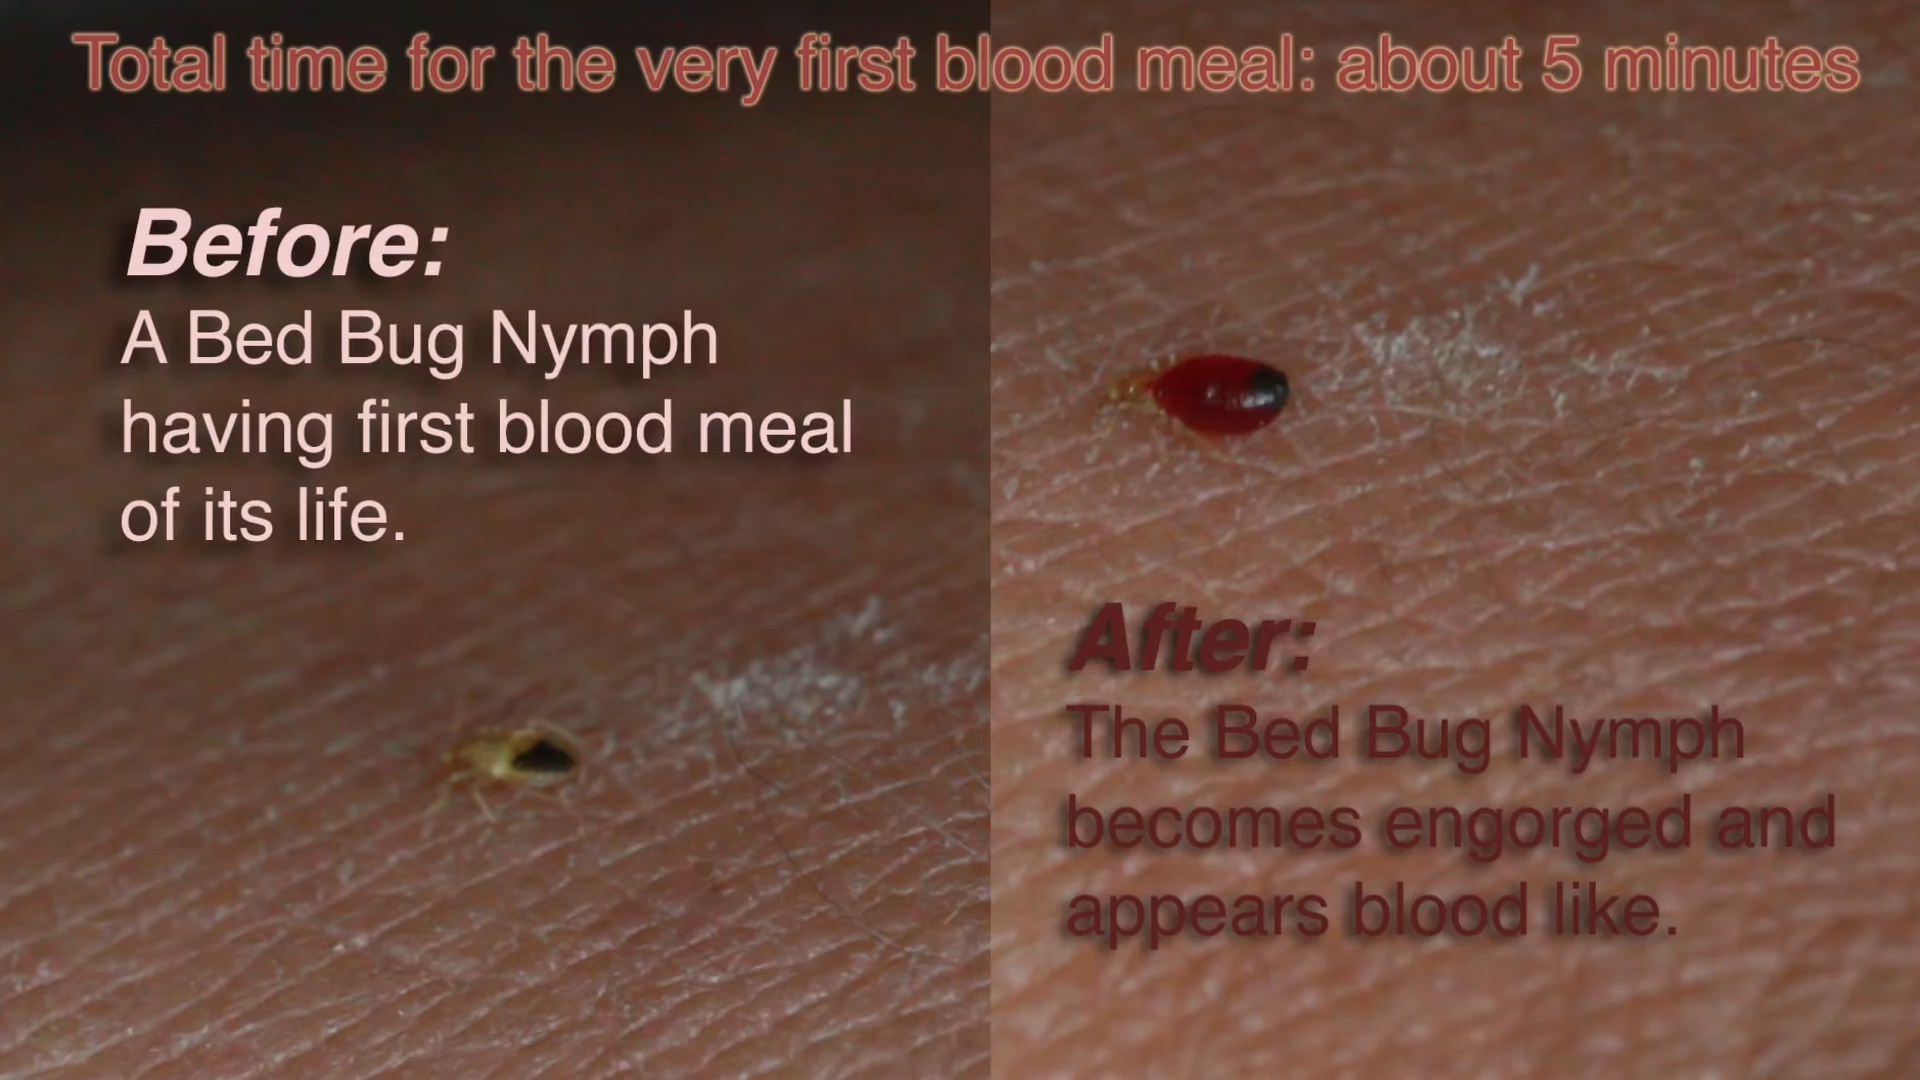 Total time for the very first blood meal: about 5 minutes
Before:
A Bed Bug Nymph
having first blood meal
of its life.
After:
The Bed Bug Nymph
becomes engorged and
appears blood like.